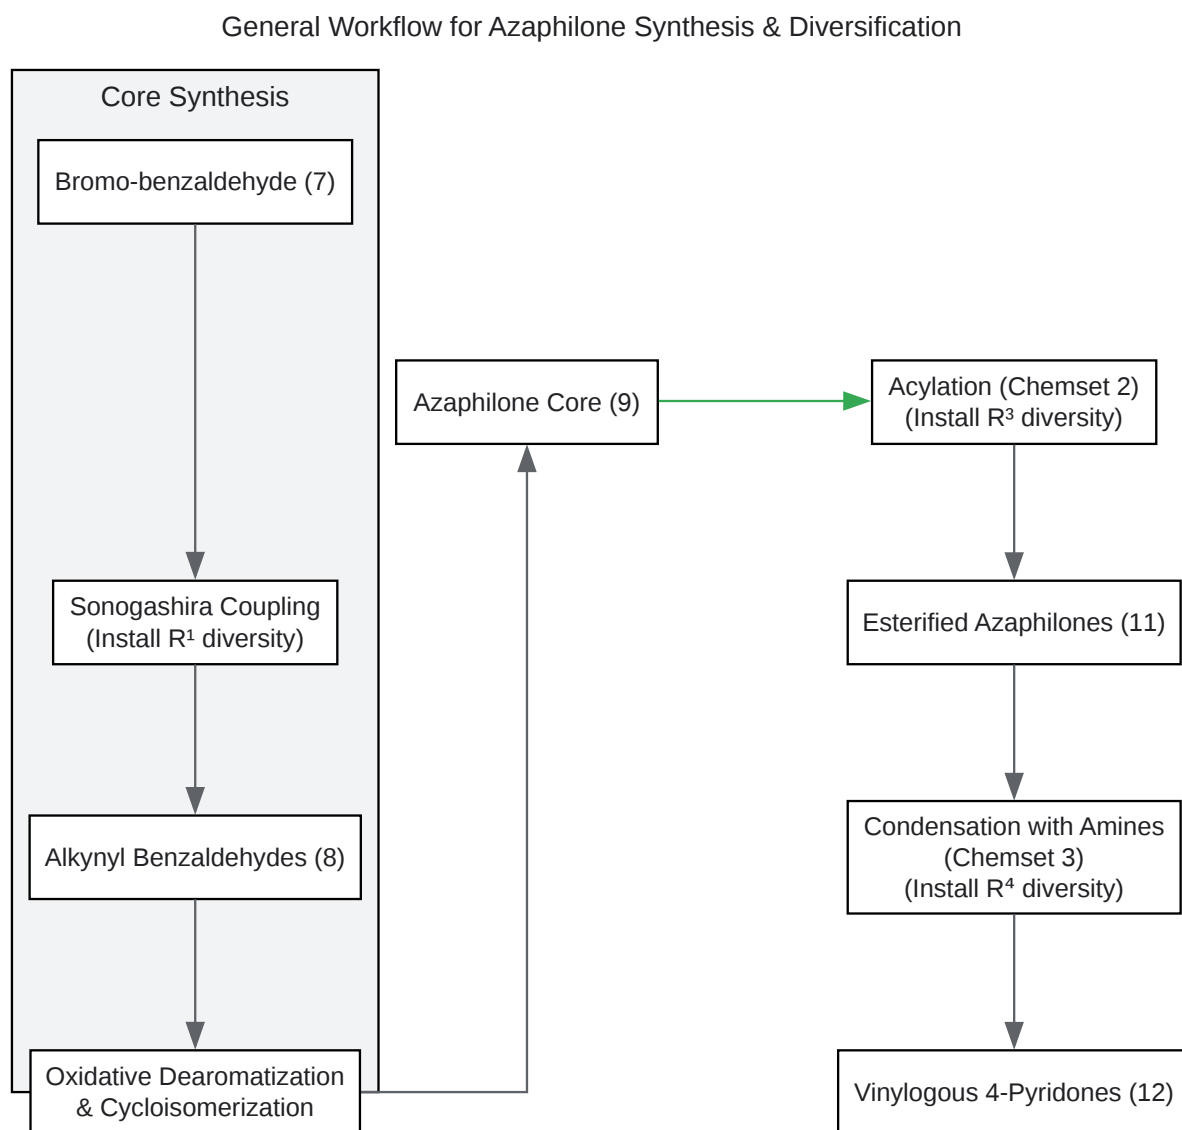 General Workflow for Azaphilone Synthesis & Diversification
Core Synthesis
Bromo-benzaldehyde (7)
Sonogashira Coupling
(Install R¹ diversity)
Alkynyl Benzaldehydes (8)
Oxidative Dearomatization
& Cycloisomerization
Azaphilone Core (9)
Acylation (Chemset 2)
(Install R³ diversity)
Esterified Azaphilones (11)
Condensation with Amines
(Chemset 3)
(Install R⁴ diversity)
Vinylogous 4-Pyridones (12)